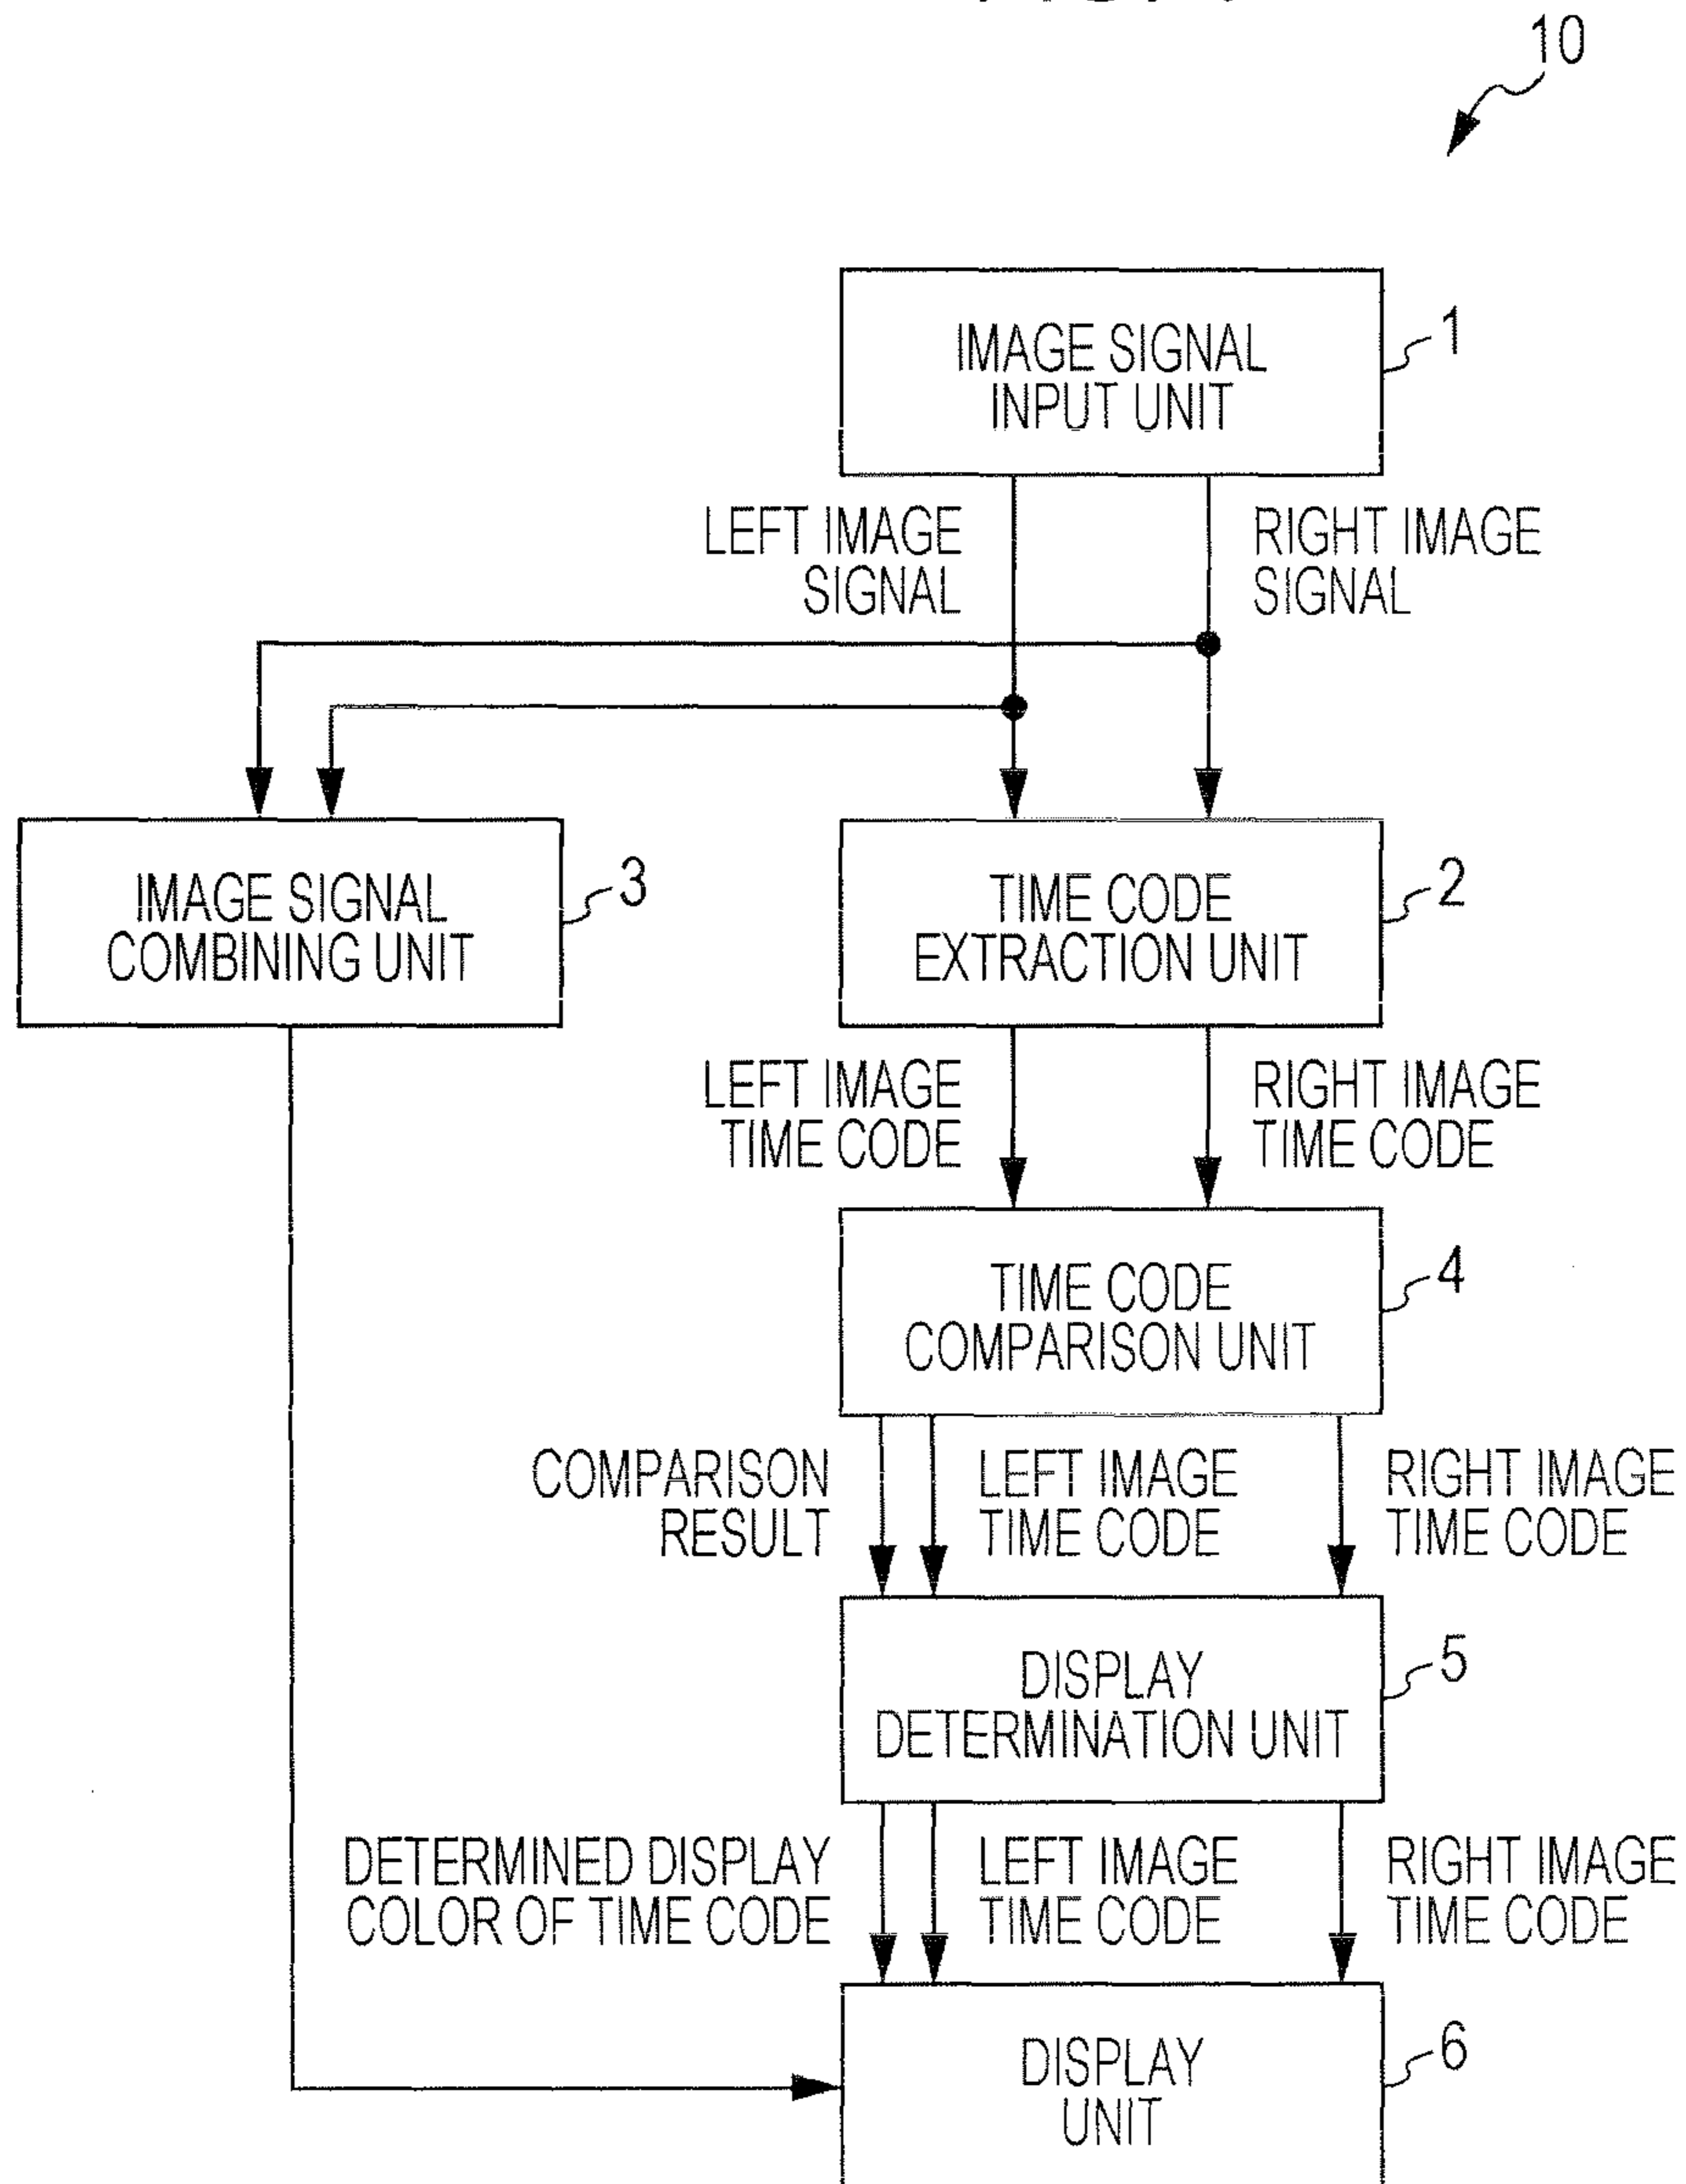 10
IMAGE SIGNAL
INPUT UNIT
1
LEFT IMAGE
SIGNAL
RIGHT IMAGE
SIGNAL
IMAGE SIGNAL
COMBINING UNIT
3
TIME CODE
EXTRACTION UNIT
2
LEFT IMAGE
TIME CODE
RIGHT IMAGE
TIME CODE
TIME CODE
COMPARISON UNIT
4
COMPARISON
RESULT
LEFT IMAGE
TIME CODE
RIGHT IMAGE
TIME CODE
DISPLAY
DETERMINATION UNIT
5
DETERMINED DISPLAY
COLOR OF TIME CODE
LEFT IMAGE
TIME CODE
RIGHT IMAGE
TIME CODE
DISPLAY
UNIT
6